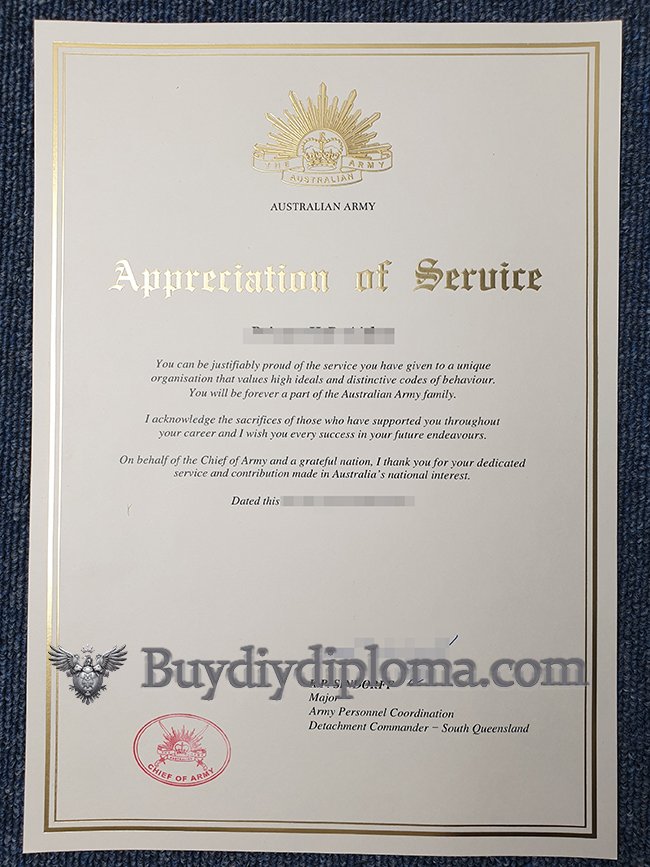 THE ARMY
AUSTRALIAN
AUSTRALIAN ARMY
Appreciation of Service
You can be justifiably proud of the service you have given to a unique
organisation that values high ideals and distinctive codes of behaviour.
You will be forever a part of the Australian Army family.
I acknowledge the sacrifices of those who have supported you throughout
your career and I wish you every success in your future endeavours.
On behalf of the Chief of Army and a grateful nation, I thank you for your dedicated
service and contribution made in Australia's national interest.
Dated this
Buydiydiploma.com
Major
Army Personnel Coordination
Detachment Commander – South Queensland
CHIEF OF ARMY